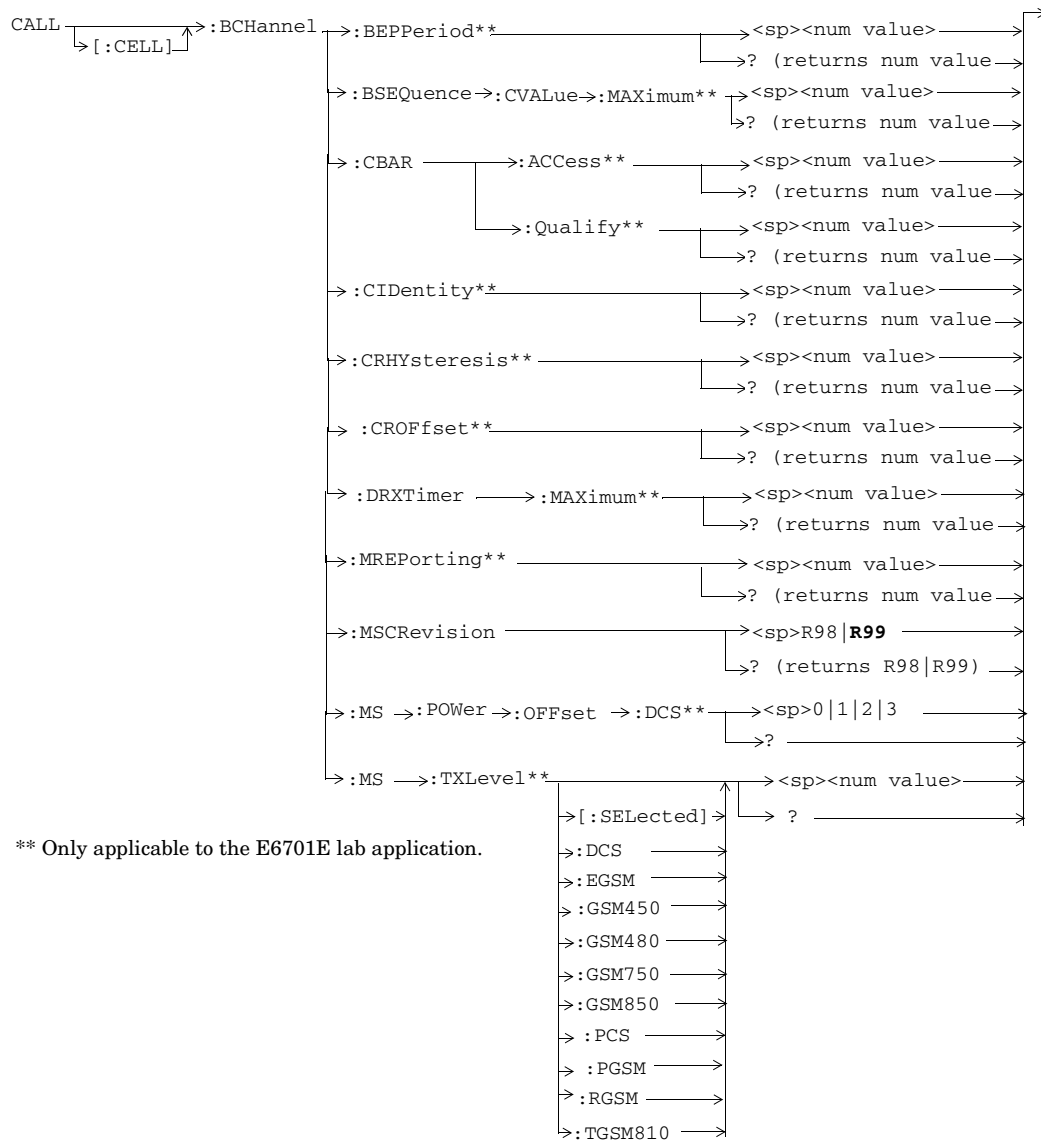 CALL :BCHannel :BEPPeriod** <sp><num value>
[:CELL] ? (returns num value
:BSEQuence :CVALue :MAXimum** <sp><num value>
? (returns num value
:CBAR :ACCess** <sp><num value>
? (returns num value
:Qualify** <sp><num value>
? (returns num value
:CIDentity** <sp><num value>
? (returns num value
:CRHYsteresis** <sp><num value>
? (returns num value
:CROFfset** <sp><num value>
? (returns num value
:DRXTimer :MAXimum** <sp><num value>
? (returns num value
:MREPorting** <sp><num value>
? (returns num value
:MSCRevision <sp>R98|R99
? (returns R98|R99)
:MS :POWer :OFFset :DCS** <sp>0|1|2|3
?
:MS :TXLevel** <sp><num value>
[:SELected] ?
** Only applicable to the E6701E lab application.
:DCS
:EGSM
:GSM450
:GSM480
:GSM750
:GSM850
:PCS
:PGSM
:RGSM
:TGSM810